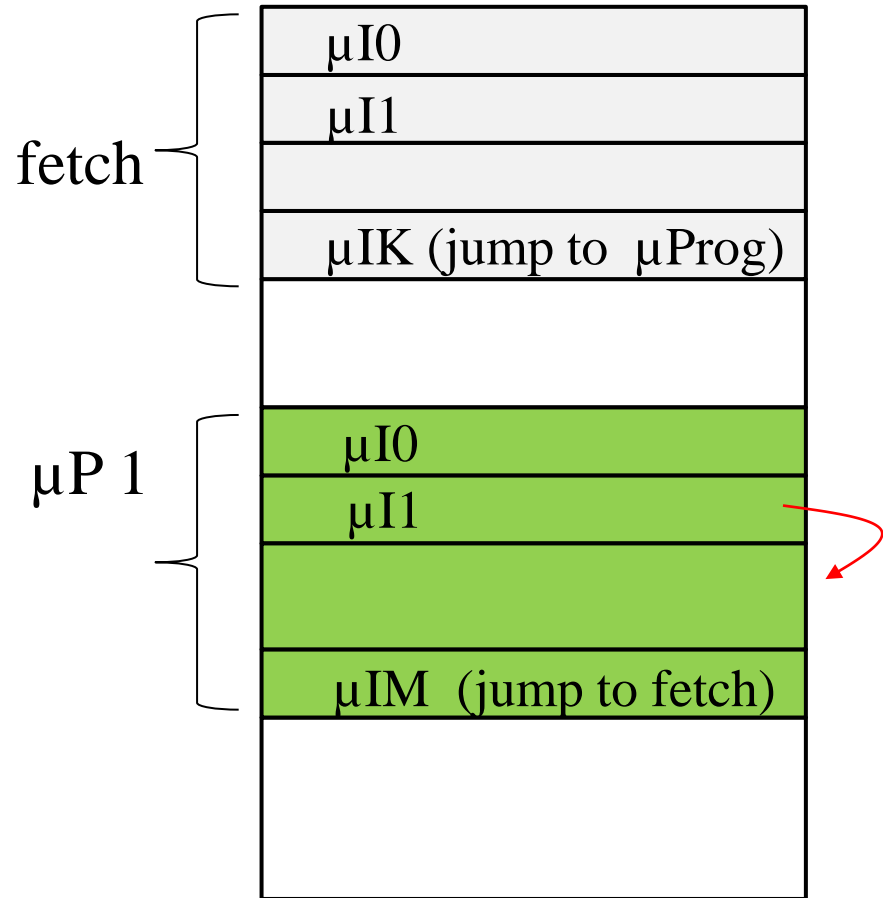 µI0
µI1
fetch
µIK (jump to µProg)
µI0
µP 1
µI1
µIM (jump to fetch)